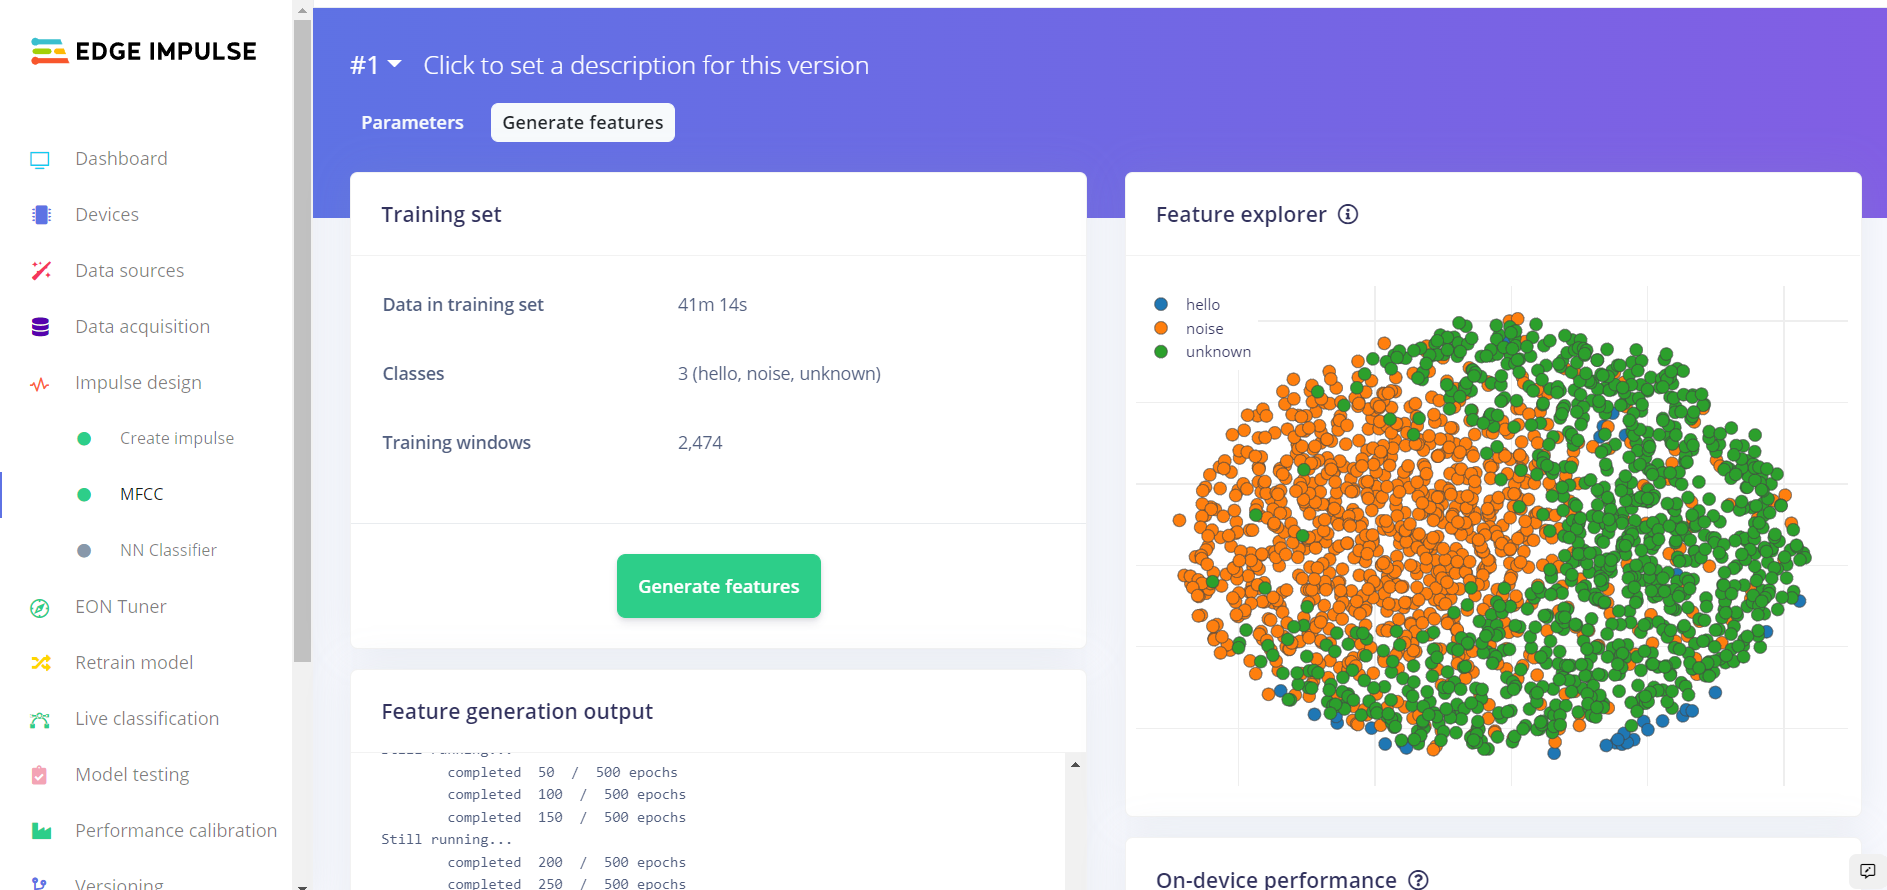 EDGE IMPULSE
Dashboard
Devices
Data sources
Data acquisition
Impulse design
Create impulse
MFCC
NN Classifier
EON Tuner
Retrain model
Live classification
Model testing
Performance calibration
Versioning
#1 Click to set a description for this version
Parameters Generate features
Training set
Data in training set 41m 14s
Classes 3 (hello, noise, unknown)
Training windows 2,474
Generate features
Feature generation output
Still running...
completed 50 / 500 epochs
completed 100 / 500 epochs
completed 150 / 500 epochs
Still running...
completed 200 / 500 epochs
completed 250 / 500 epochs
Feature explorer
hello
noise
unknown
On-device performance